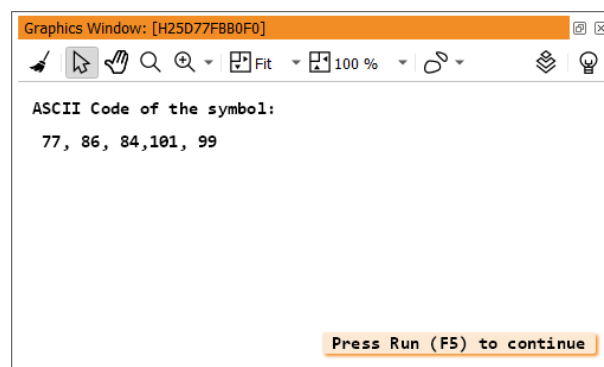 Graphics Window: [H25D77FBB0F0]
Fit 100 %
ASCII Code of the symbol:
77, 86, 84,101, 99
Press Run (F5) to continue